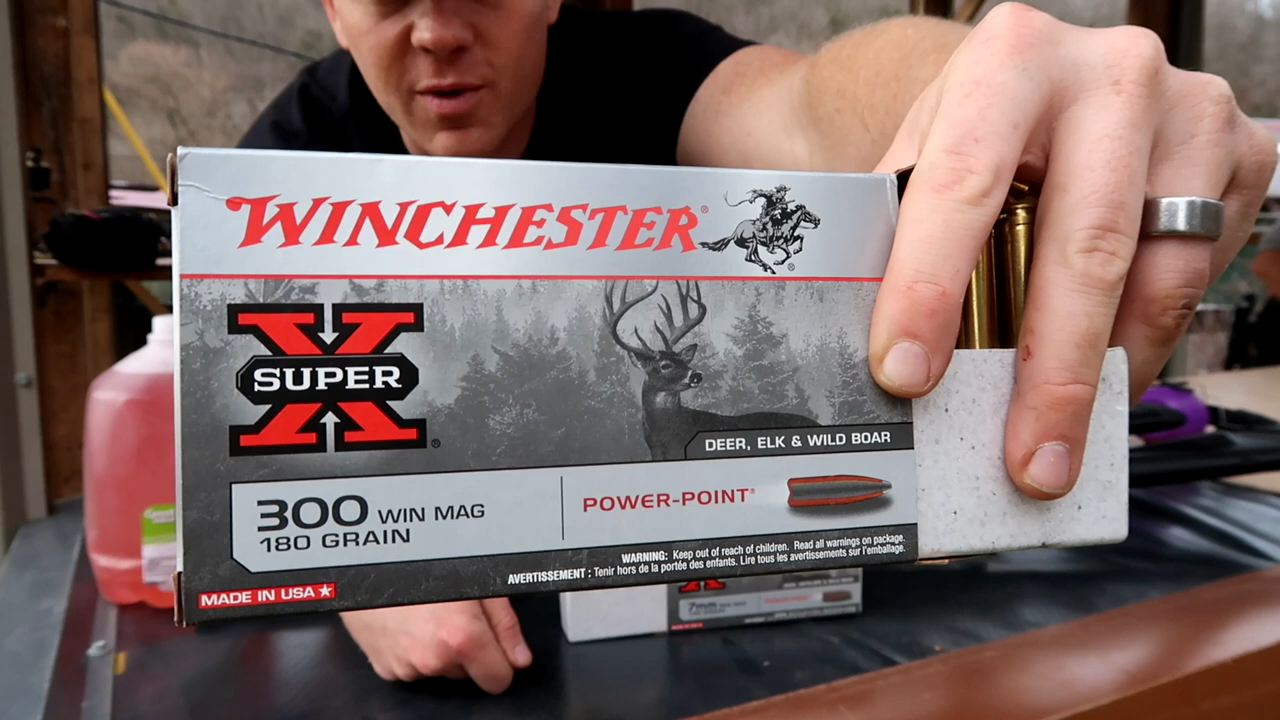 WINCHESTER®
®
X
SUPER
®
DEER, ELK & WILD BOAR
300 WIN MAG
180 GRAIN
POWER-POINT®
WARNING: Keep out of reach of children. Read all warnings on package.
AVERTISSEMENT : Tenir hors de la portée des enfants. Lire tous les avertissements sur l'emballage.
MADE IN USA
7mm